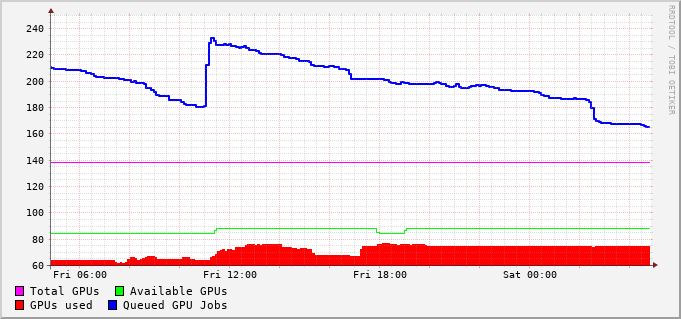 RRDTOOL / TOBI OETIKER
240
220
200
180
160
140
120
100
80
60
Fri 06:00 Fri 12:00 Fri 18:00 Sat 00:00
Total GPUs Available GPUs
GPUs used Queued GPU Jobs